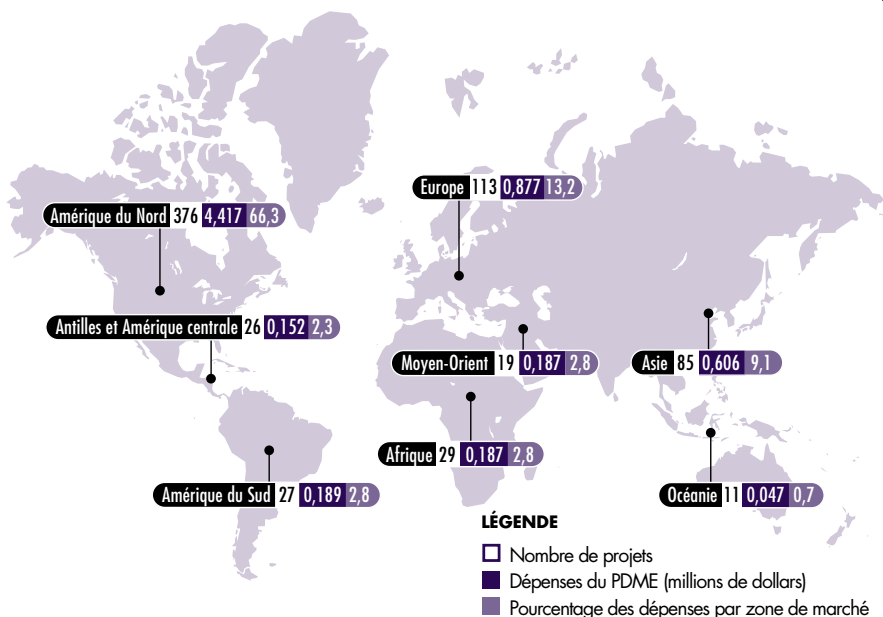 Europe 113 0,877 13,2
Amérique du Nord 376 4,417 66,3
Antilles et Amérique centrale 26 0,152 2,3
Moyen-Orient 19 0,187 2,8
Asie 85 0,606 9,1
Afrique 29 0,187 2,8
Amérique du Sud 27 0,189 2,8
Océanie 11 0,047 0,7
LÉGENDE
Nombre de projets
Dépenses du PDME (millions de dollars)
Pourcentage des dépenses par zone de marché